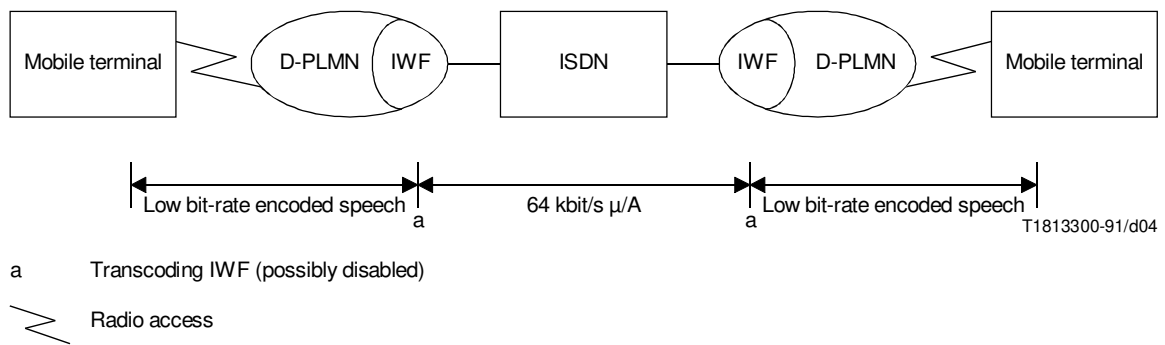 Mobile terminal D-PLMN IWF ISDN IWF D-PLMN Mobile terminal
Low bit-rate encoded speech 64 kbit/s µ/A Low bit-rate encoded speech
a a
T1813300-91/d04
a Transcoding IWF (possibly disabled)
Radio access